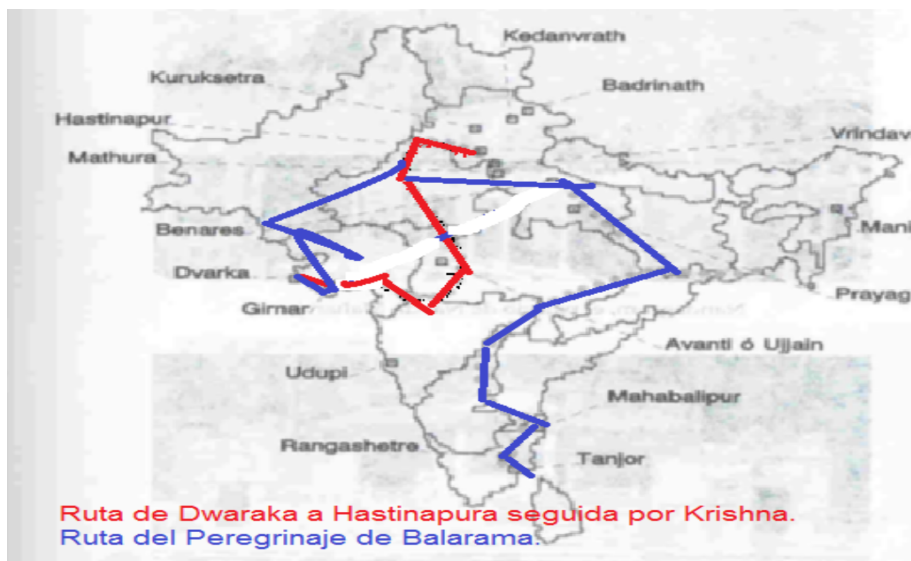 Kedanvrath
Kuruksetra
Badrinath
Hastinapur
Vrindav
Mathura
Benares
Mani
Dvarka
Prayag
Girnar
Avanti ó Ujjain
Udupi
Mahabalipur
Rangashetre
Tanjor
Ruta de Dwaraka a Hastinapura seguida por Krishna.
Ruta del Peregrinaje de Balarama.